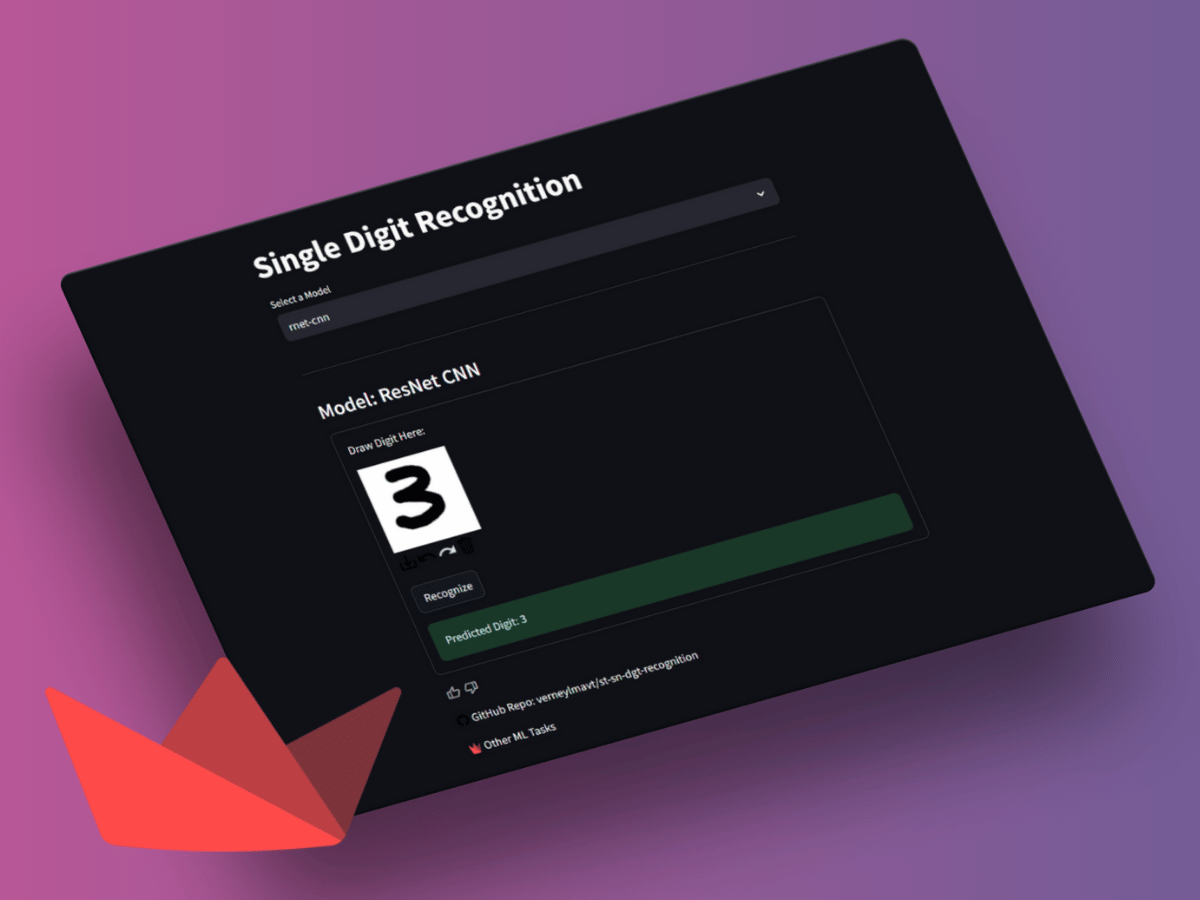 Single Digit Recognition
Select a Model
rnet-cnn
Model: ResNet CNN
Draw Digit Here:
3
Recognize
Predicted Digit: 3
GitHub Repo: verneylmavt/st-sn-dgt-recognition
Other ML Tasks